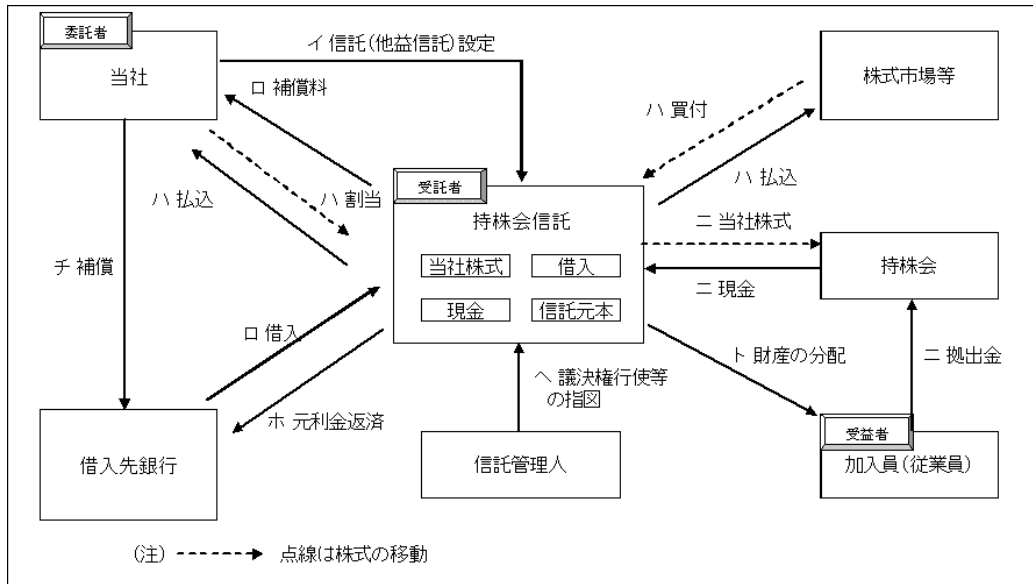 委託者
当社
イ 信託(他益信託)設定
株式市場等
ロ 補償料
ハ 買付
ハ 払込
ハ 割当
ハ 払込
受託者
持株会信託
ニ 当社株式
当社株式
借入
持株会
チ 補償
ニ 現金
現金
信託元本
ロ 借入
ト 財産の分配
ニ 拠出金
ヘ 議決権行使等
の指図
ホ 元利金返済
受益者
借入先銀行
信託管理人
加入員(従業員)
(注)
点線は株式の移動